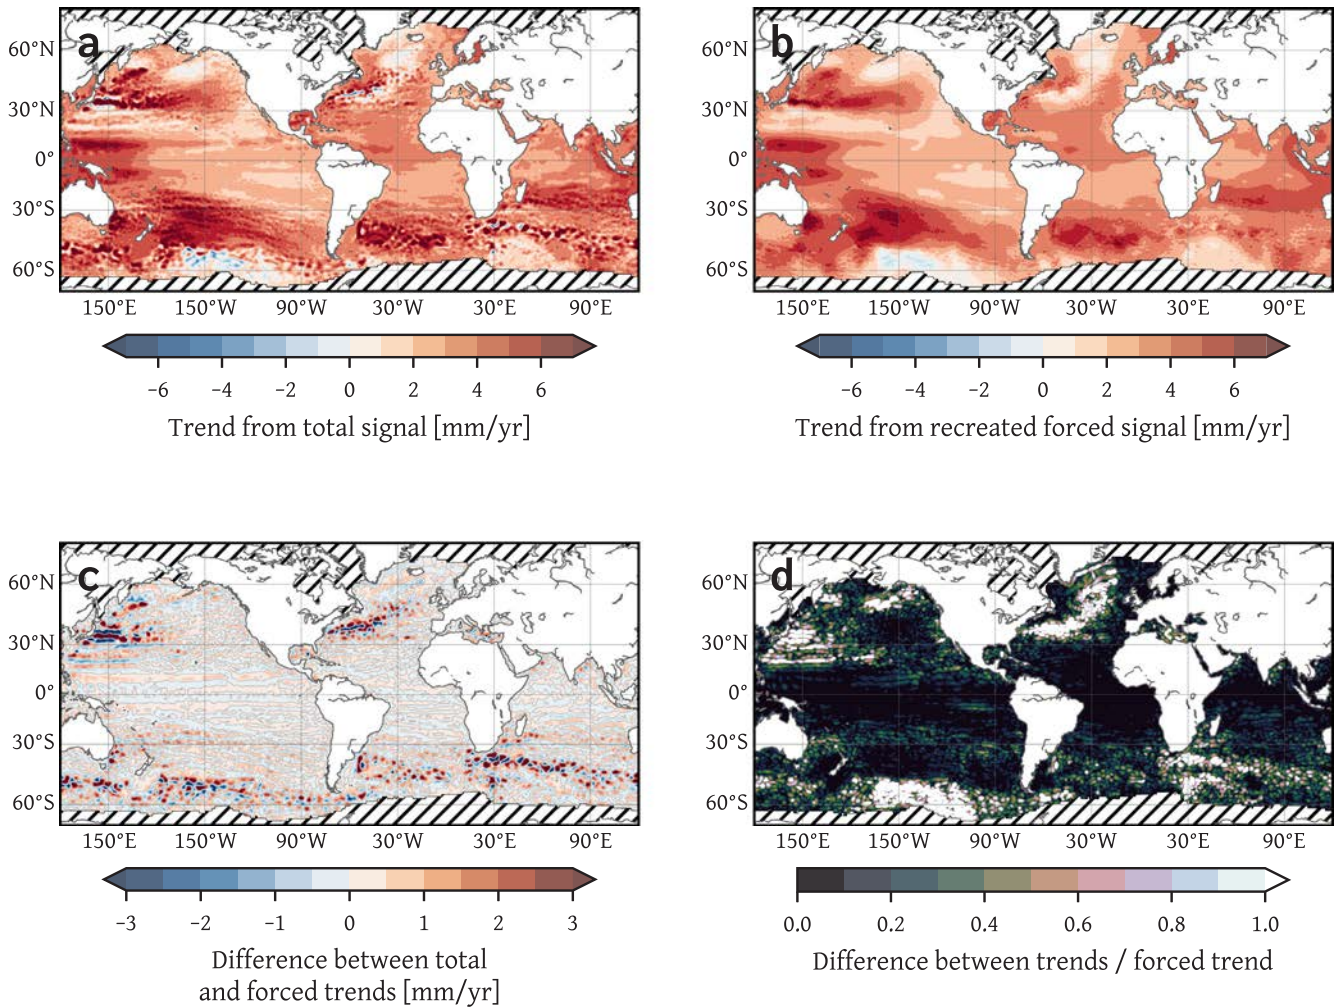 a
60°N
30°N
0°
30°S
60°S
150°E 150°W 90°W 30°W 30°E 90°E
−6 −4 −2 0 2 4 6
Trend from total signal [mm/yr]
b
60°N
30°N
0°
30°S
60°S
150°E 150°W 90°W 30°W 30°E 90°E
−6 −4 −2 0 2 4 6
Trend from recreated forced signal [mm/yr]
c
60°N
30°N
0°
30°S
60°S
150°E 150°W 90°W 30°W 30°E 90°E
−3 −2 −1 0 1 2 3
Difference between total
and forced trends [mm/yr]
d
60°N
30°N
0°
30°S
60°S
150°E 150°W 90°W 30°W 30°E 90°E
0.0 0.2 0.4 0.6 0.8 1.0
Difference between trends / forced trend